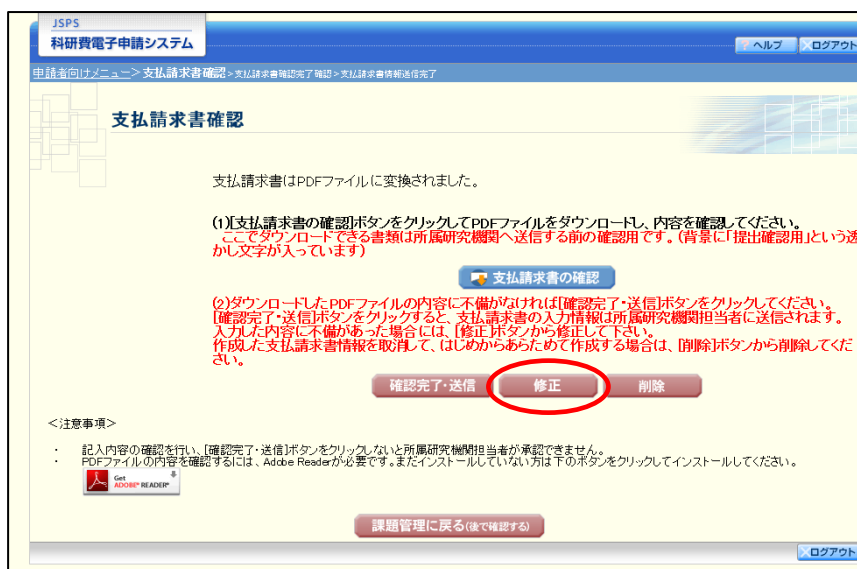 JSPS
科研費電子申請システム
ヘルプ
ログアウト
申請者向けメニュー>支払請求書確認>支払請求書確認完了確認>支払請求書情報送信完了
支払請求書確認
支払請求書はPDFファイルに変換されました。
(1)[支払請求書の確認]ボタンをクリックしてPDFファイルをダウンロードし、内容を確認してください。
ここでダウンロードできる書類は所属研究機関へ送信する前の確認用です。(背景に「提出確認用」という透
かし文字が入っています)
支払請求書の確認
(2)ダウンロードしたPDFファイルの内容に不備がなければ[確認完了・送信]ボタンをクリックしてください。
[確認完了・送信]ボタンをクリックすると、支払請求書の入力情報は所属研究機関担当者に送信されます。
入力した内容に不備があった場合には、[修正]ボタンから修正して下さい。
作成した支払請求書情報を取消して、はじめからあらためて作成する場合は、[削除]ボタンから削除してくだ
さい。
確認完了・送信
修正
削除
<注意事項>
・ 記入内容の確認を行い、[確認完了・送信]ボタンをクリックしないと所属研究機関担当者が承認できません。
・ PDFファイルの内容を確認するには、Adobe Readerが必要です。まだインストールしていない方は下のボタンをクリックしてインストールしてください。
Get
ADOBE® READER®
課題管理に戻る(後で確認する)
ログアウト